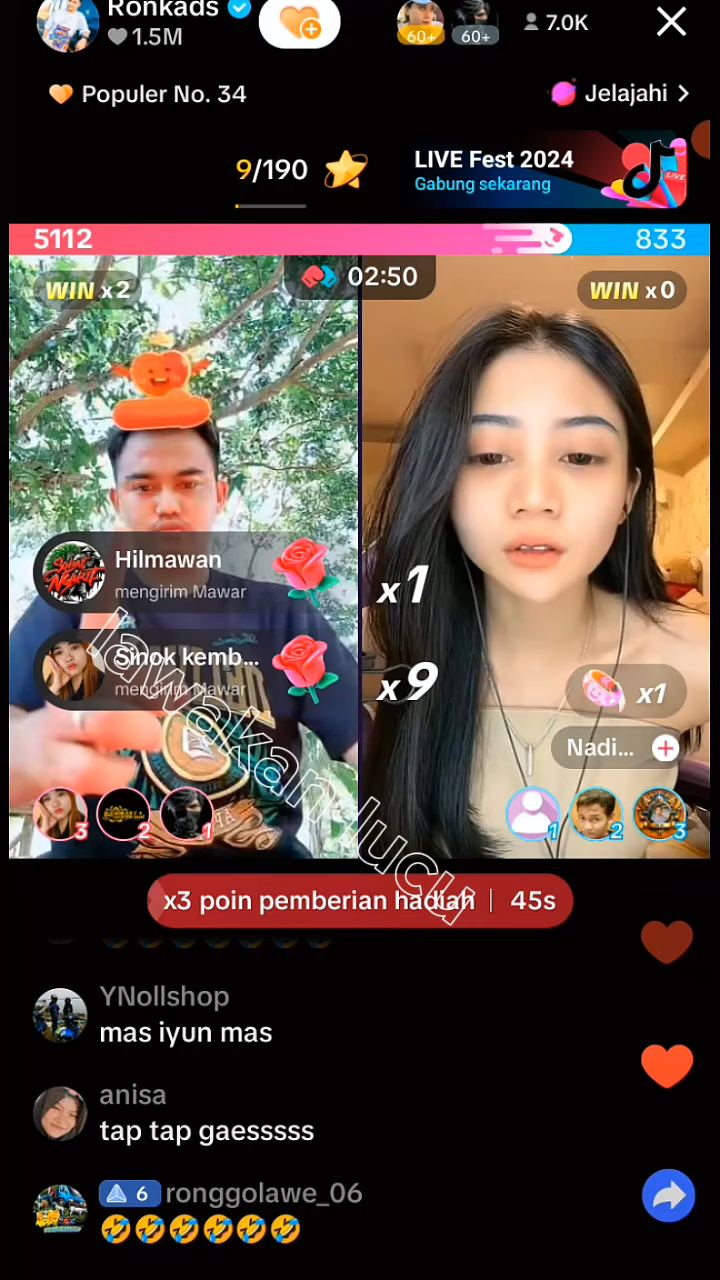 Ronkads
1.5M
60+
60+
7.0K
Populer No. 34
Jelajahi
9/190
LIVE Fest 2024
Gabung sekarang
LIVE
5112
833
WIN x2
02:50
WIN x0
Hilmawan
mengirim Mawar
x1
Sinok kemb...
mengirim Mawar
x9
x1
Nadi...
3
2
1
1
2
3
lawakan lucu
x3 poin pemberian hadiah | 45s
YNollshop
mas iyun mas
anisa
tap tap gaesssss
6 ronggolawe_06
🤣🤣🤣🤣🤣🤣